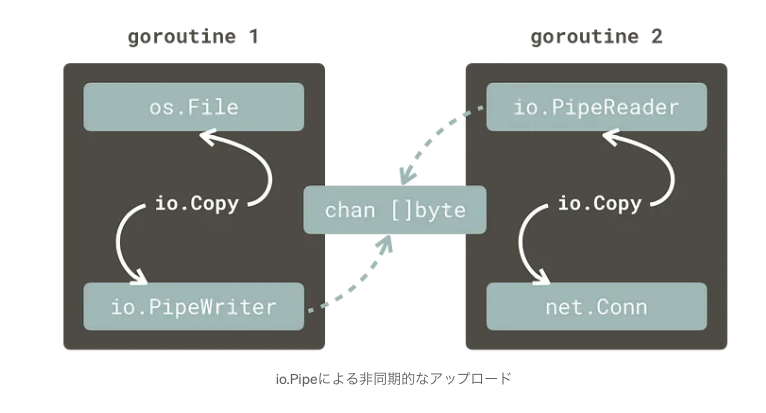 goroutine 1
goroutine 2
os.File
io.PipeReader
io.Copy
io.Copy
chan []byte
io.PipeWriter
net.Conn
io.Pipeによる非同期的なアップロード